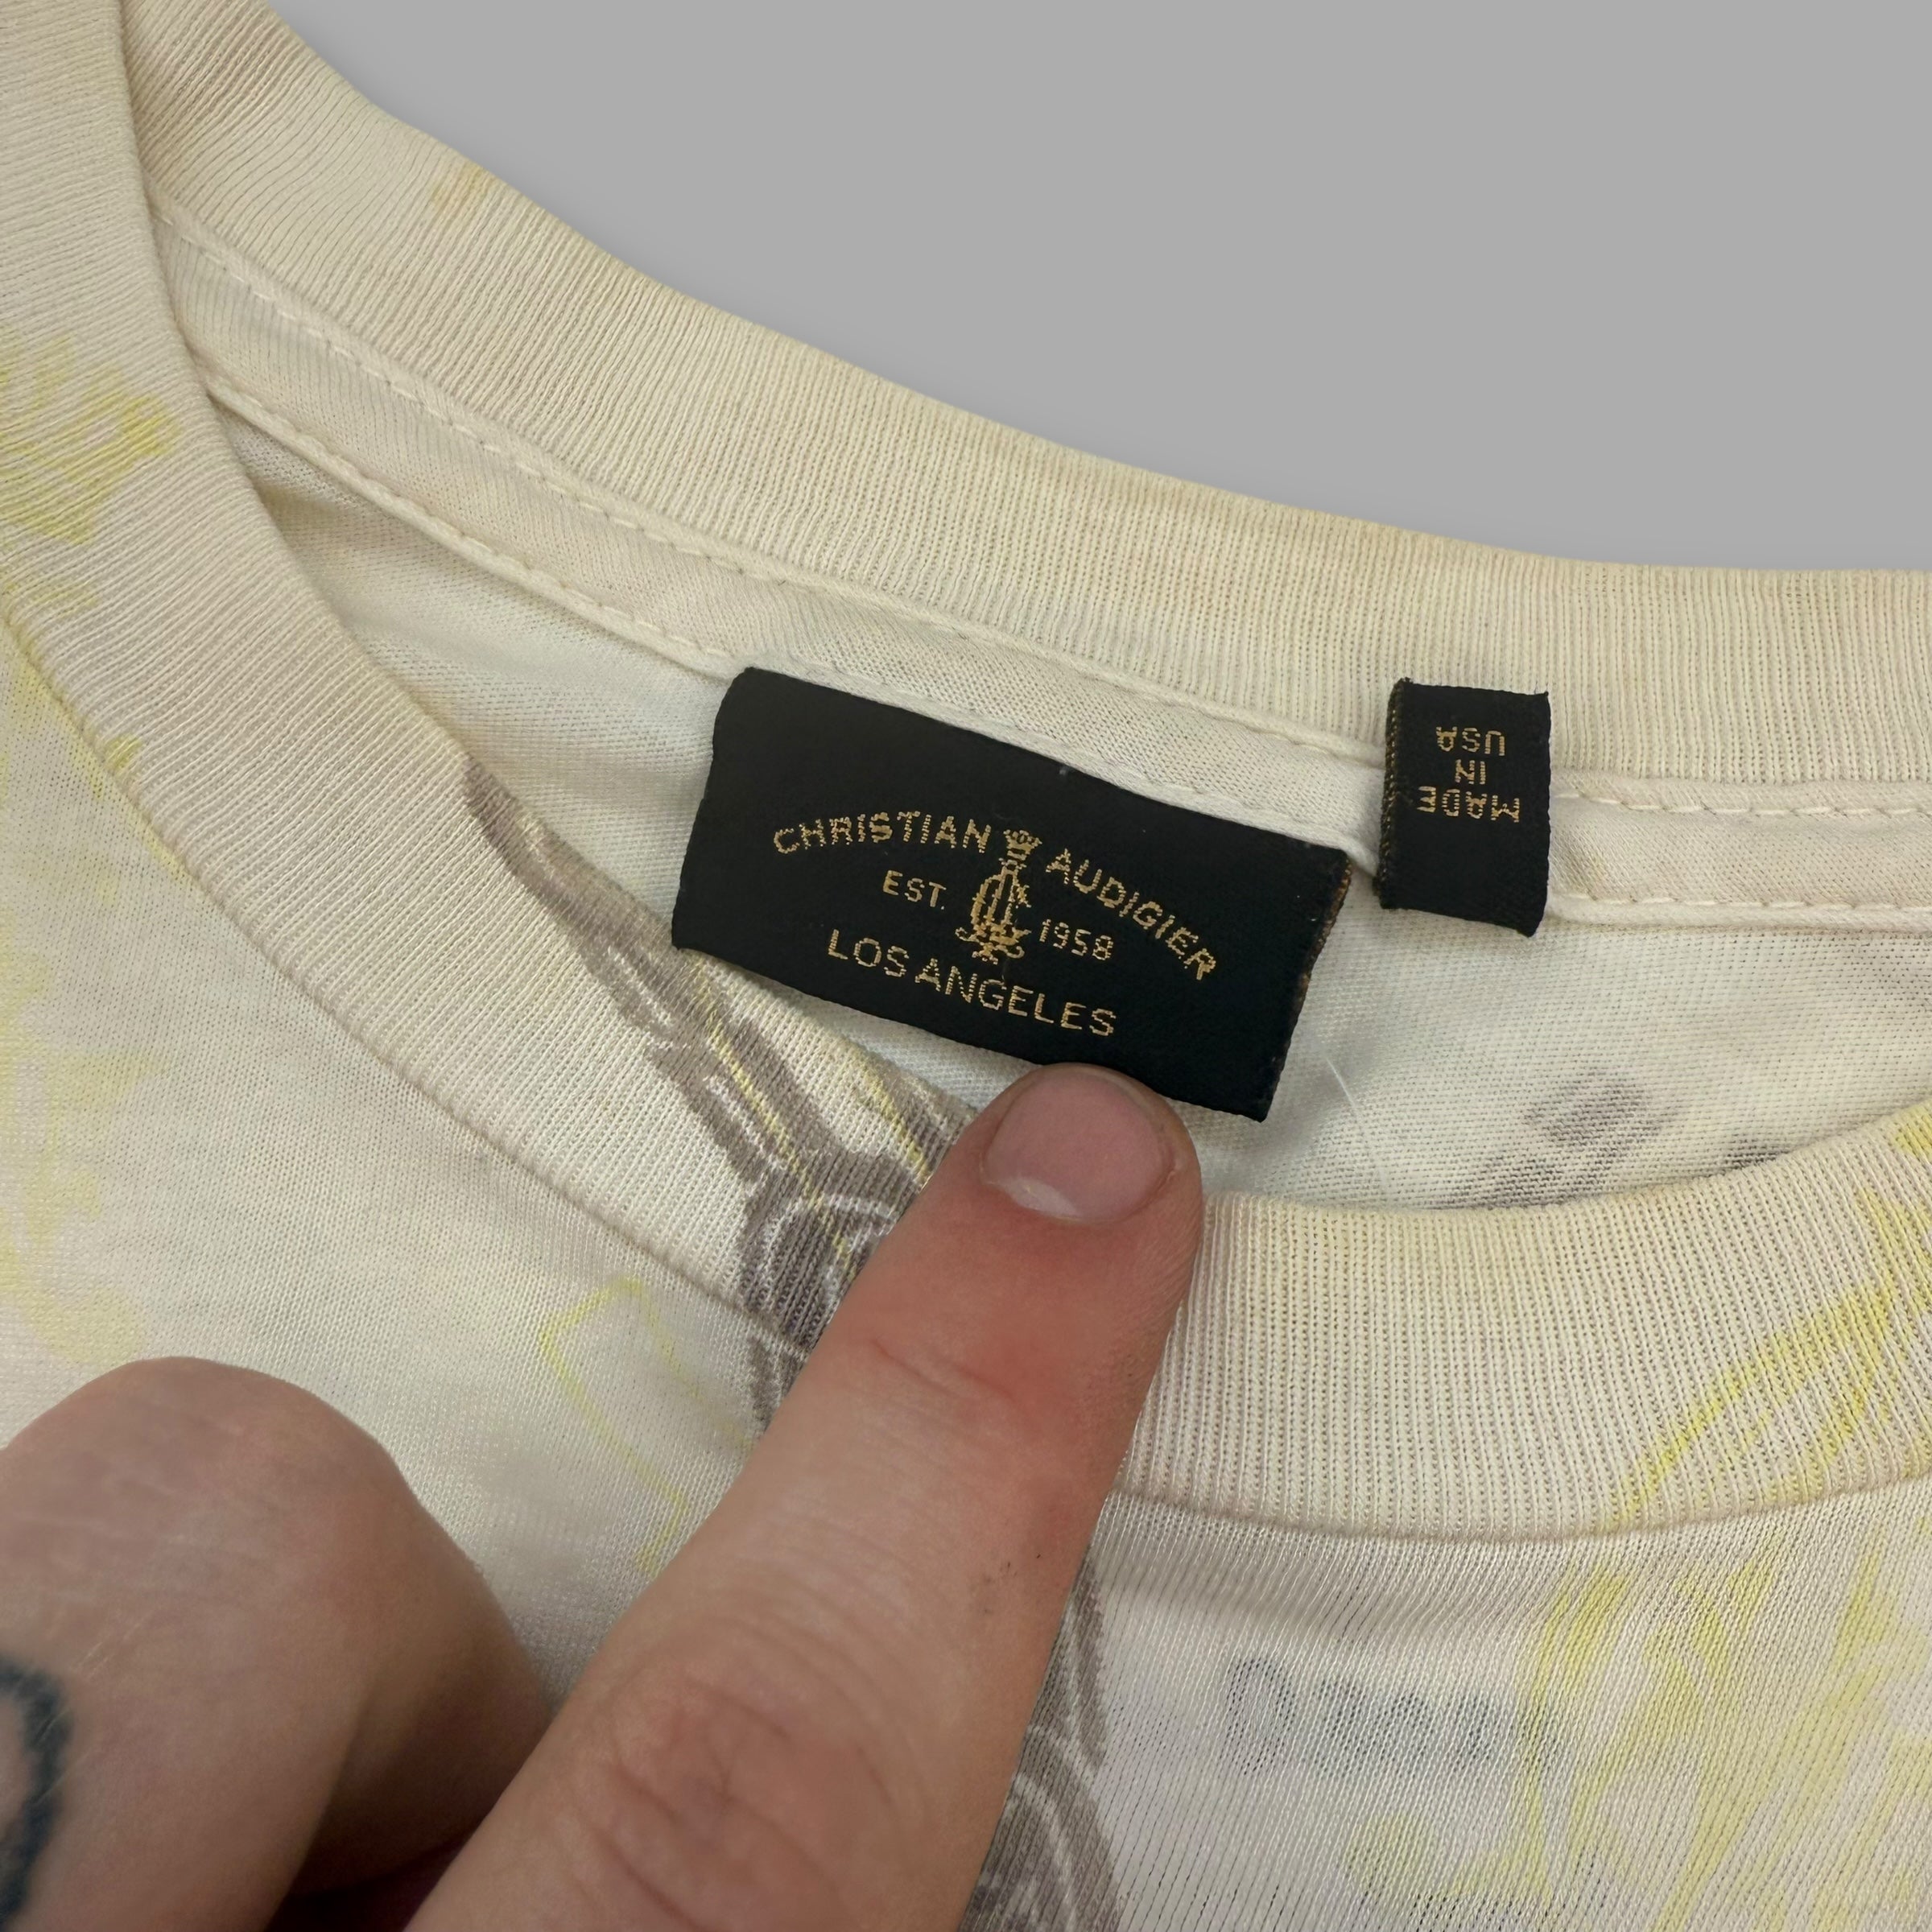 CHRISTIAN AUDIGIER
EST. 1958
LOS ANGELES
MADE
IN
USA